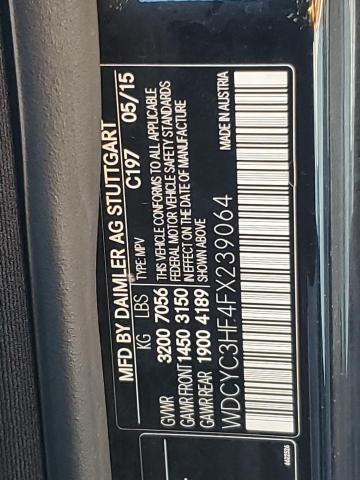 MFD BY DAIMLER AG STUTTGART
C197 05/15
KG LBS TYPE:MPV
GVWR 3200 7056 THIS VEHICLE CONFORMS TO ALL APPLICABLE
FEDERAL MOTOR VEHICLE SAFETY STANDARDS
GAWR FRONT 1450 3150 IN EFFECT ON THE DATE OF MANUFACTURE
GAWR REAR 1900 4189 SHOWN ABOVE
WDCYC3HF4FX239064
MADE IN AUSTRIA